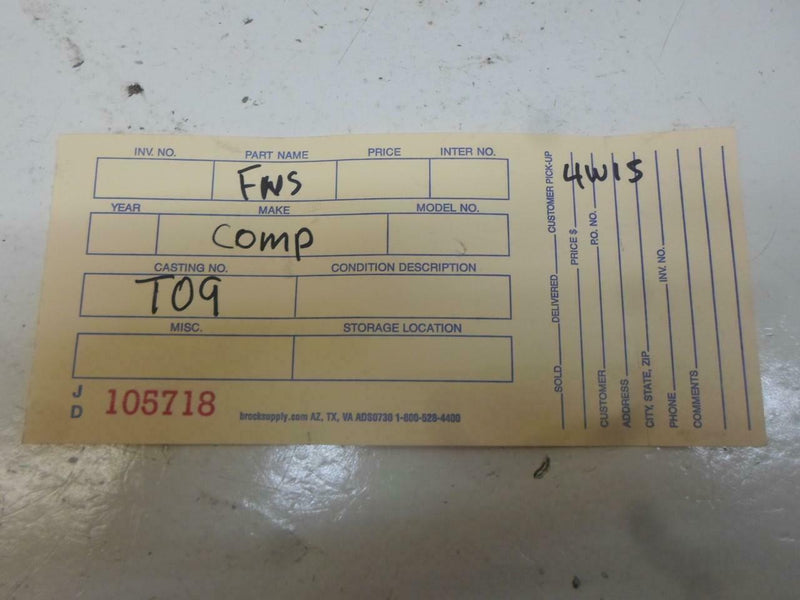 INV. NO. PART NAME PRICE INTER NO.
FNS
YEAR MAKE MODEL NO.
Comp
CASTING NO. CONDITION DESCRIPTION
T09
MISC. STORAGE LOCATION
J D 105718
brocksupply.com AZ, TX, VA ADS0730 1-800-528-4400
4W1S
SOLD DELIVERED CUSTOMER PICK-UP
PRICE $
CUSTOMER P.O. NO.
ADDRESS
CITY, STATE, ZIP
PHONE INV. NO.
COMMENTS